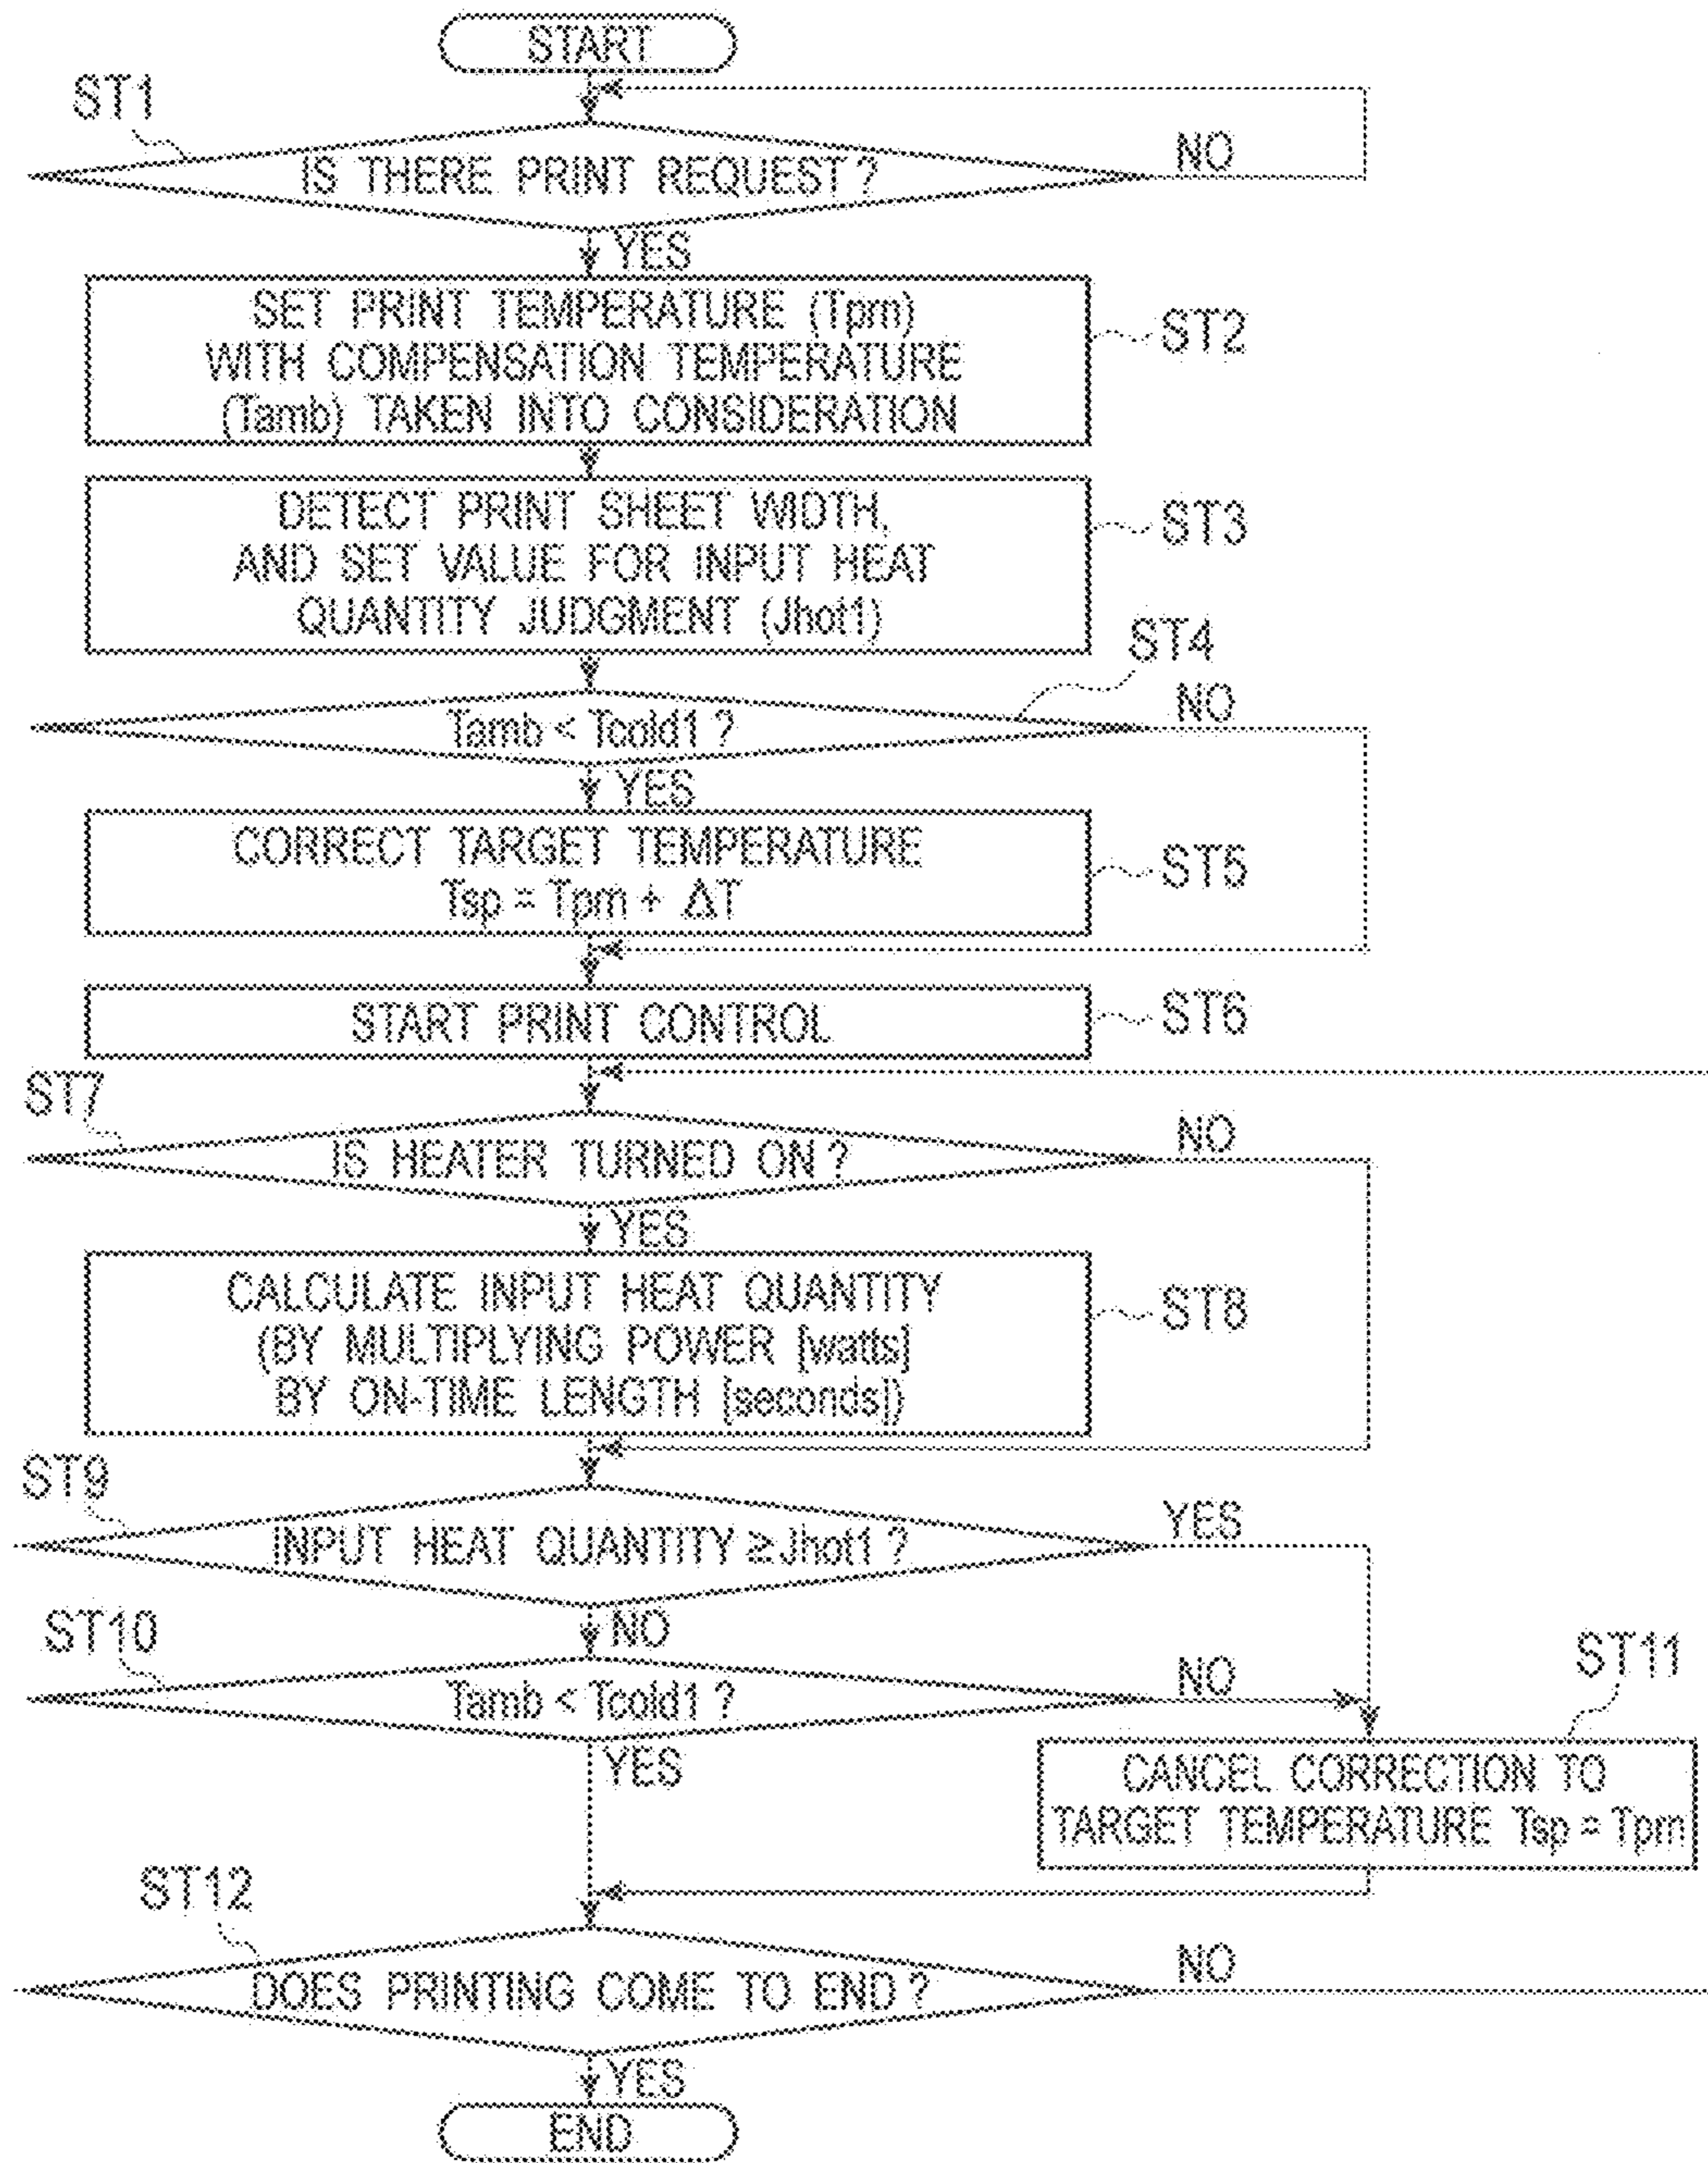 START
ST1
IS THERE PRINT REQUEST?
NO
YES
SET PRINT TEMPERATURE (Tprn)
WITH COMPENSATION TEMPERATURE
(Tamb) TAKEN INTO CONSIDERATION
ST2
DETECT PRINT SHEET WIDTH,
AND SET VALUE FOR INPUT HEAT
QUANTITY JUDGMENT (Jhot1)
ST3
ST4
Tamb < Tcold1 ?
NO
YES
CORRECT TARGET TEMPERATURE
Tsp = Tprn + ΔT
ST5
START PRINT CONTROL
ST6
ST7
IS HEATER TURNED ON ?
NO
YES
CALCULATE INPUT HEAT QUANTITY
(BY MULTIPLYING POWER [watts]
BY ON-TIME LENGTH [seconds])
ST8
ST9
INPUT HEAT QUANTITY ≥ Jhot1 ?
YES
NO
ST10
Tamb < Tcold1 ?
NO
YES
ST11
CANCEL CORRECTION TO
TARGET TEMPERATURE Tsp = Tprn
ST12
DOES PRINTING COME TO END ?
NO
YES
END